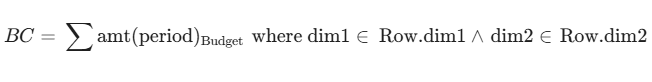 BC = ∑ amt(period)_Budget where dim1 ∈ Row.dim1 ∧ dim2 ∈ Row.dim2